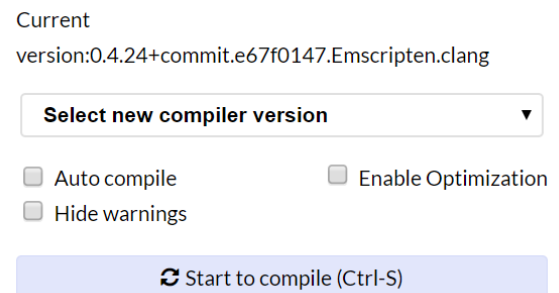 Current
version:0.4.24+commit.e67f0147.Emscripten.clang
Select new compiler version
Auto compile
Enable Optimization
Hide warnings
Start to compile (Ctrl-S)